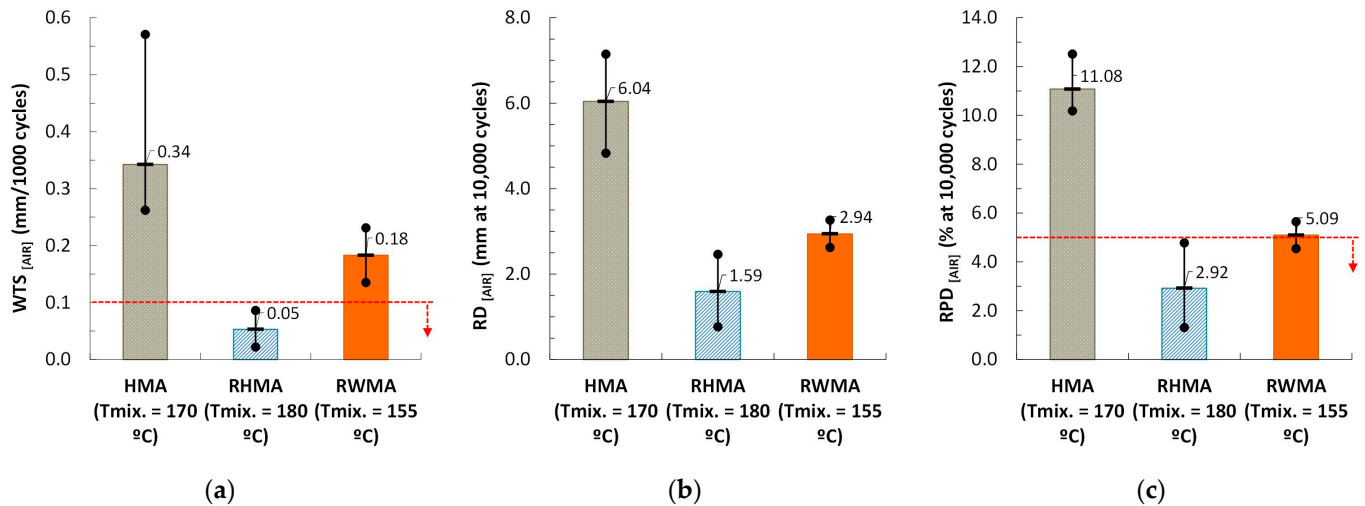 WTS [AIR] (mm/1000 cycles)
0.6
0.5
0.4
0.3
0.2
0.1
0.0
0.34
0.05
0.18
HMA
(Tmix. = 170
ºC)
RHMA
(Tmix. = 180
ºC)
RWMA
(Tmix. = 155
ºC)
(a)
RD [AIR] (mm at 10,000 cycles)
8.0
6.0
4.0
2.0
0.0
6.04
1.59
2.94
HMA
(Tmix. = 170
ºC)
RHMA
(Tmix. = 180
ºC)
RWMA
(Tmix. = 155
ºC)
(b)
RPD [AIR] (% at 10,000 cycles)
14.0
12.0
10.0
8.0
6.0
4.0
2.0
0.0
11.08
2.92
5.09
HMA
(Tmix. = 170
ºC)
RHMA
(Tmix. = 180
ºC)
RWMA
(Tmix. = 155
ºC)
(c)